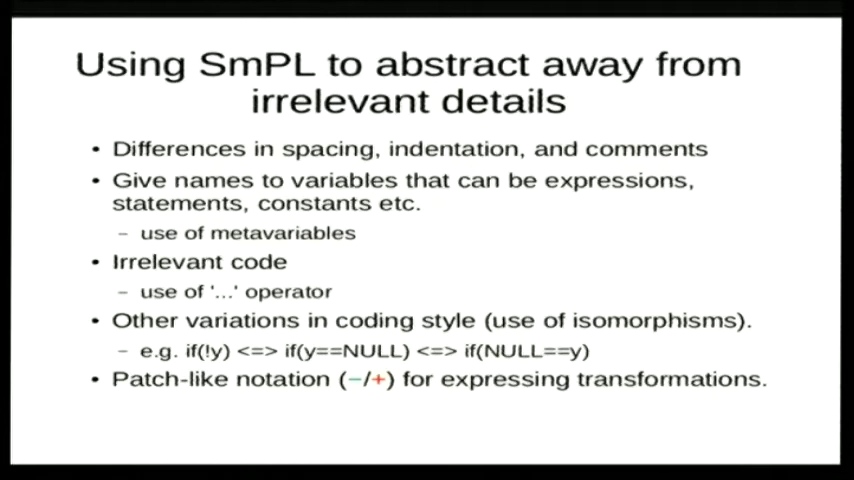 Using SmPL to abstract away from
irrelevant details
• Differences in spacing, indentation, and comments
• Give names to variables that can be expressions,
statements, constants etc.
– use of metavariables
• Irrelevant code
– use of '...' operator
• Other variations in coding style (use of isomorphisms).
– e.g. if(!y) <=> if(y==NULL) <=> if(NULL==y)
• Patch-like notation (−/+) for expressing transformations.